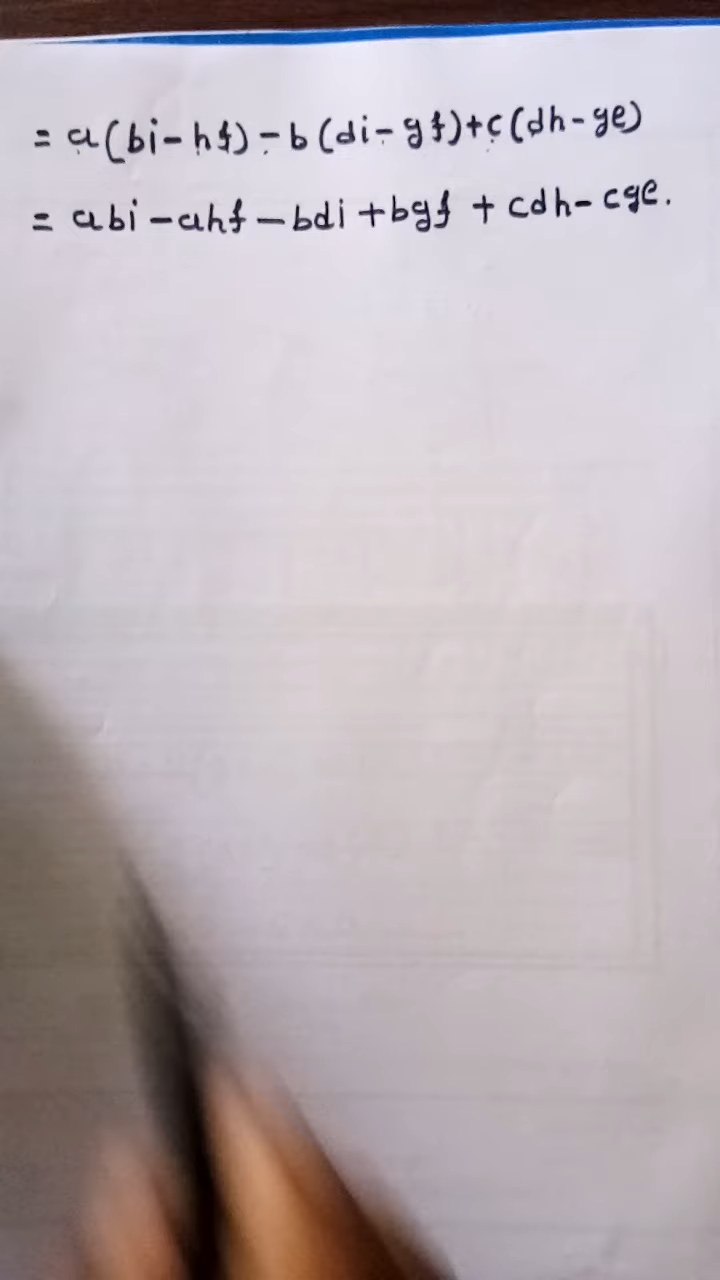 = a(bi-hf)-b(di-gf)+c(dh-ge)
= abi-ahf-bdi+bgf+cdh-cge.